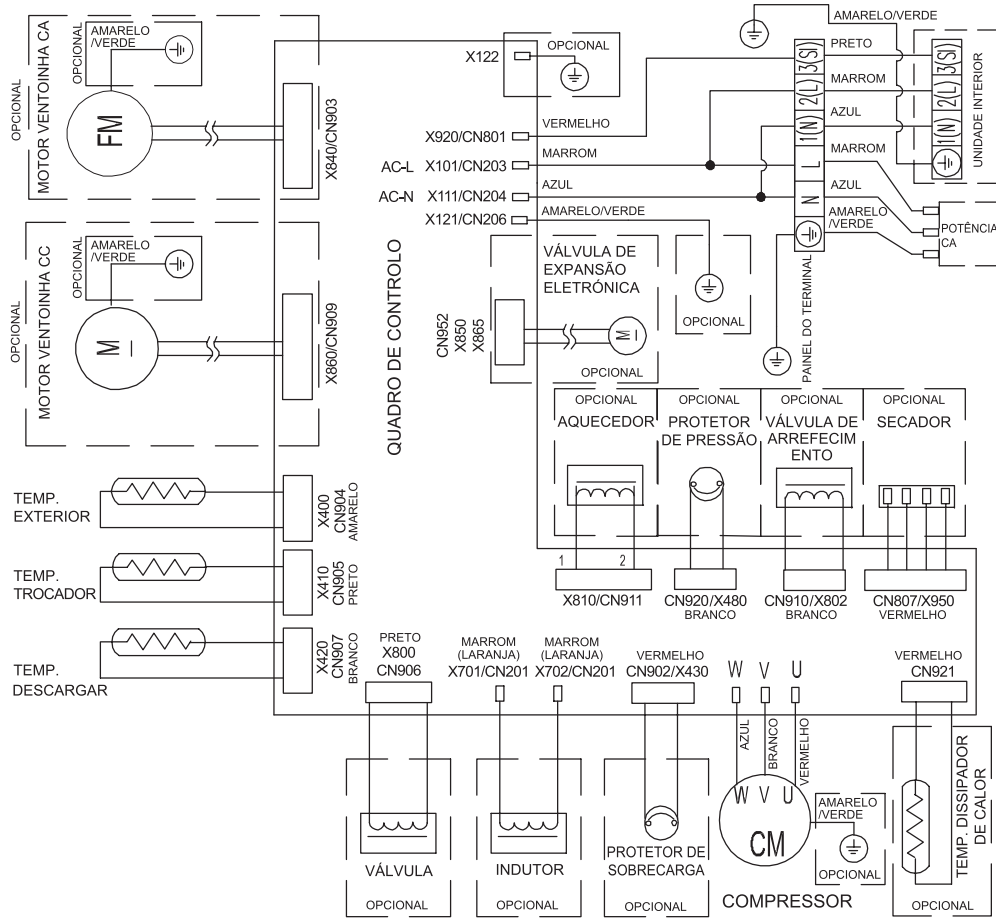 OPCIONAL
MOTOR VENTOINHA CA
OPCIONAL
AMARELO
/VERDE
FM
X840/CN903
OPCIONAL
MOTOR VENTOINHA CC
OPCIONAL
AMARELO
/VERDE
M
X860/CN909
QUADRO DE CONTROLO
X122
OPCIONAL
X920/CN801
VERMELHO
AC-L X101/CN203
MARROM
AC-N X111/CN204
AZUL
X121/CN206
AMARELO/VERDE
OPCIONAL
AMARELO/VERDE
PRETO
MARROM
AZUL
MARROM
AZUL
AMARELO
/VERDE
3(SI)
2(L)
1(N)
L
N
PAINEL DO TERMINAL
3(SI)
2(L)
1(N)
UNIDADE INTERIOR
POTÊNCIA
CA
VÁLVULA DE
EXPANSÃO
ELETRÓNICA
CN952
X850
X865
M
OPCIONAL
OPCIONAL
AQUECEDOR
1
2
X810/CN911
OPCIONAL
PROTETOR
DE PRESSÃO
CN920/X480
BRANCO
OPCIONAL
VÁLVULA DE
ARREFECIM
ENTO
CN910/X802
BRANCO
OPCIONAL
SECADOR
CN807/X950
VERMELHO
TEMP.
EXTERIOR
X400
CN904
AMARELO
TEMP.
TROCADOR
X410
CN905
PRETO
TEMP.
DESCARGAR
X420
CN907
BRANCO
PRETO
X800
CN906
VÁLVULA
OPCIONAL
MARROM
(LARANJA)
X701/CN201
MARROM
(LARANJA)
X702/CN201
INDUTOR
OPCIONAL
VERMELHO
CN902/X430
PROTETOR DE
SOBRECARGA
OPCIONAL
W V U
AZUL
BRANCO
VERMELHO
W V U
CM
COMPRESSOR
AMARELO
/VERDE
OPCIONAL
VERMELHO
CN921
TEMP. DISSIPADOR
DE CALOR
OPCIONAL